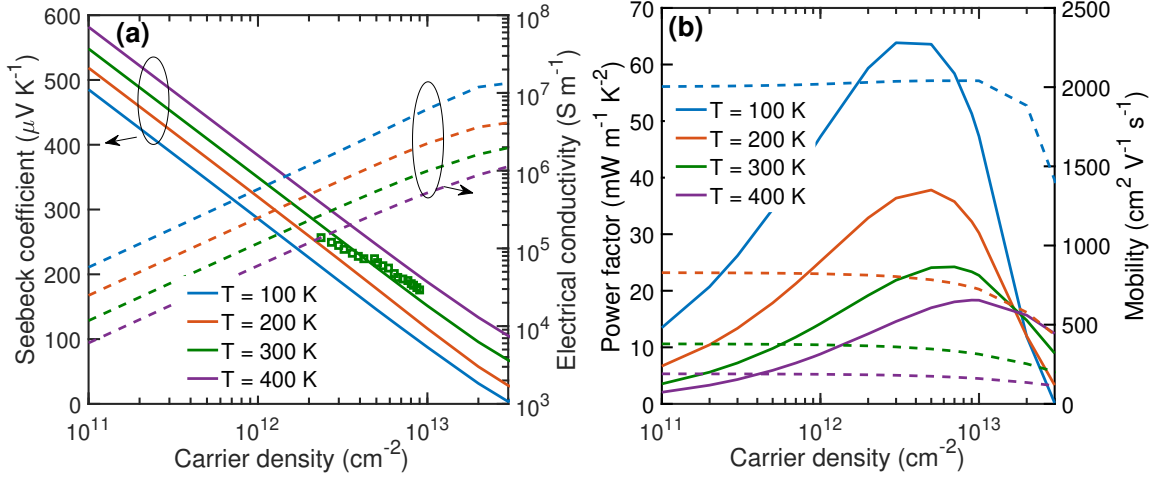 (a)
600
500
400
300
200
100
0
Seebeck coefficient (μV K⁻¹)
10⁸
10⁷
10⁶
10⁵
10⁴
10³
Electrical conductivity (S m⁻¹)
T = 100 K
T = 200 K
T = 300 K
T = 400 K
10¹¹ 10¹² 10¹³
Carrier density (cm⁻²)
(b)
70
60
50
40
30
20
10
0
Power factor (mW m⁻¹ K⁻²)
2500
2000
1500
1000
500
0
Mobility (cm² V⁻¹ s⁻¹)
T = 100 K
T = 200 K
T = 300 K
T = 400 K
10¹¹ 10¹² 10¹³
Carrier density (cm⁻²)